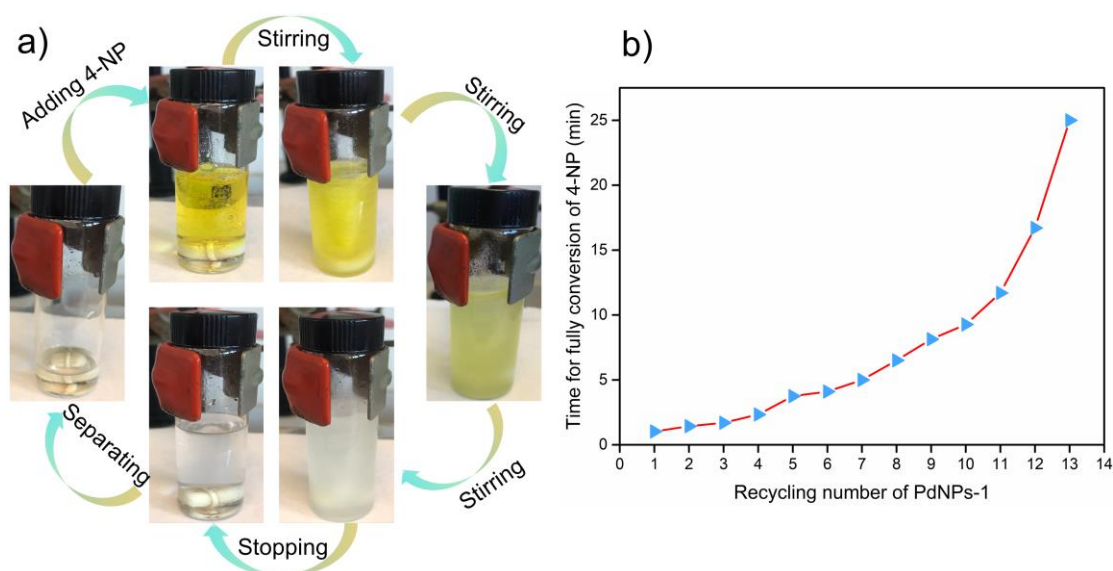 a)
Adding 4-NP
Stirring
Stirring
Stirring
Stopping
Separating
b)
Time for fully conversion of 4-NP (min)
25
20
15
10
5
0
0 1 2 3 4 5 6 7 8 9 10 11 12 13 14
Recycling number of PdNPs-1